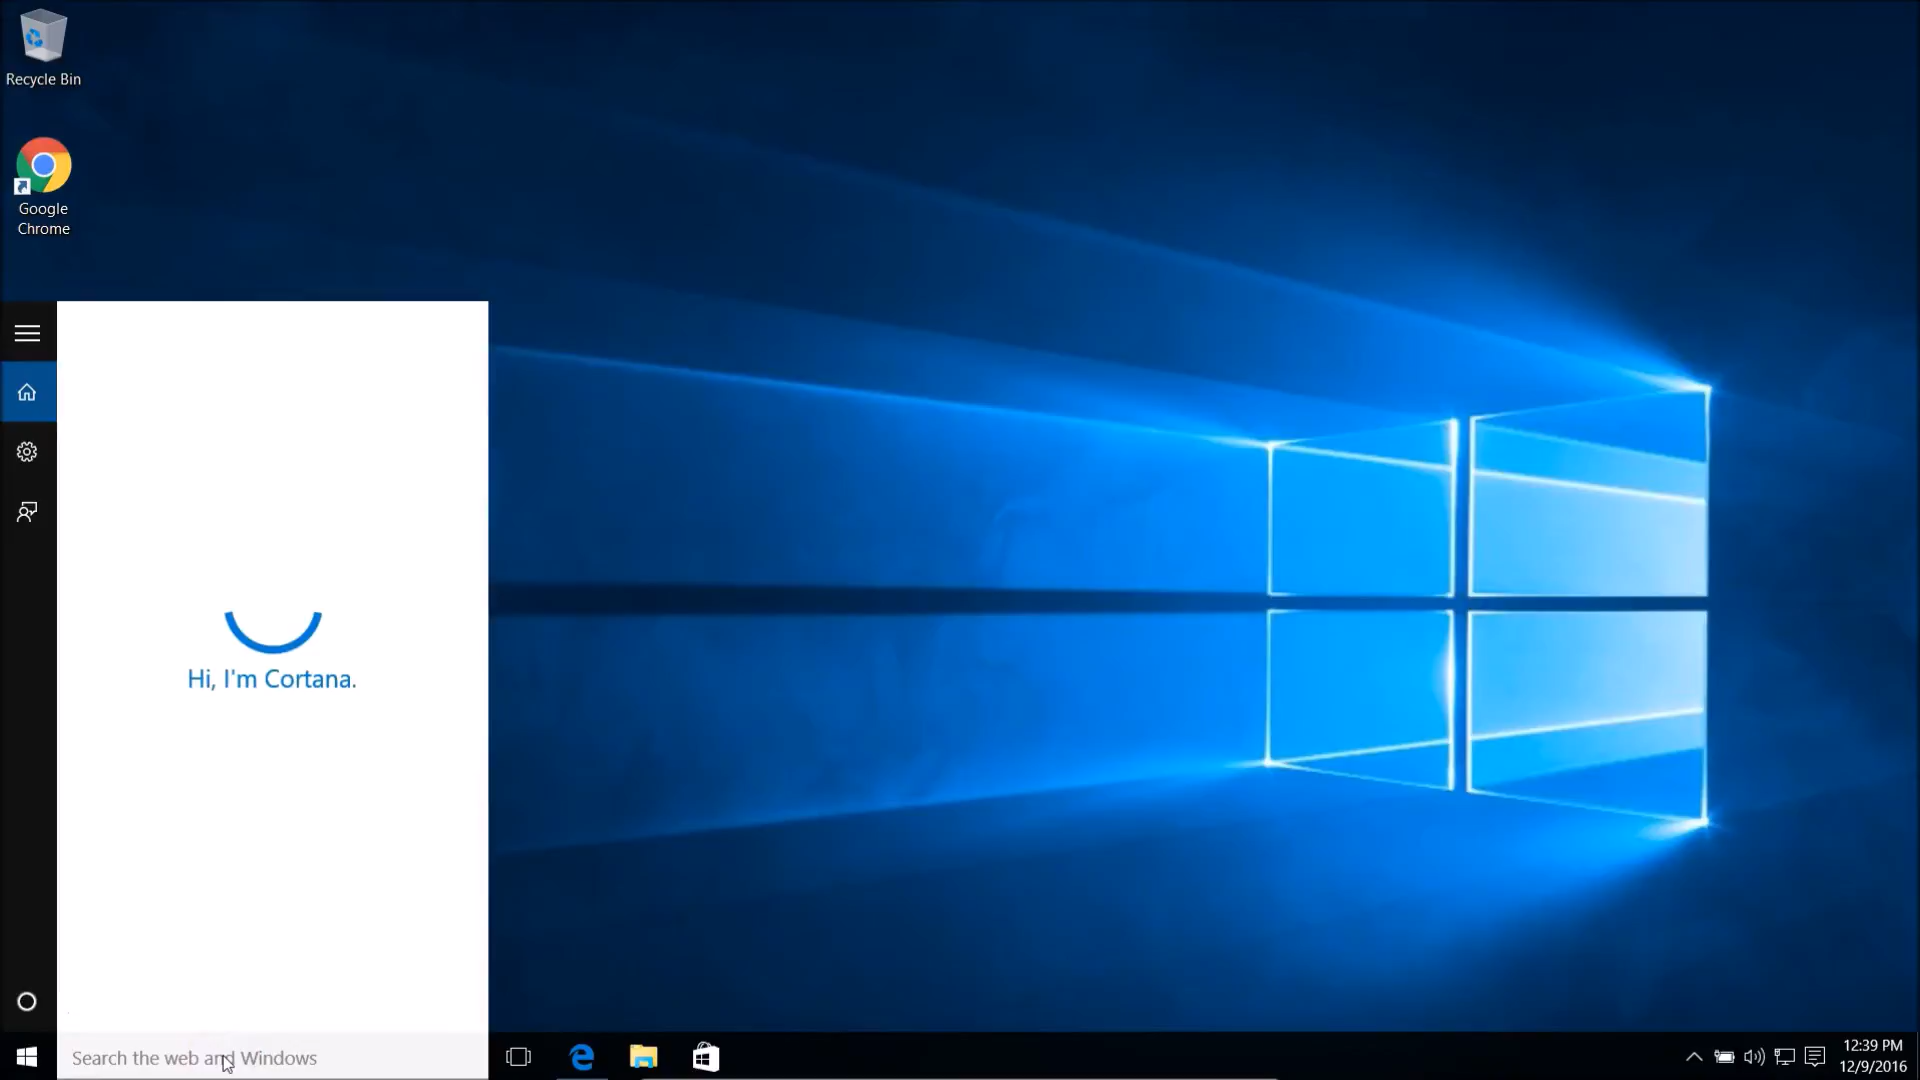 Recycle Bin
Google
Chrome
Hi, I'm Cortana.
Search the web and Windows
12:39 PM
12/9/2016